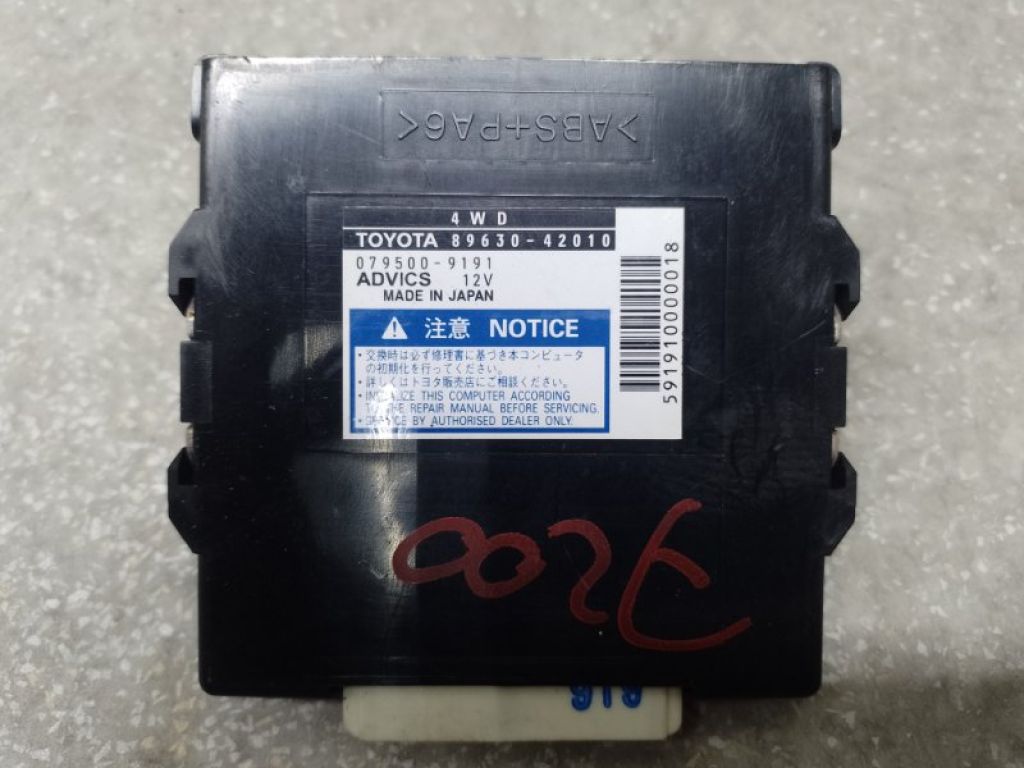 >ABS+PA6<
4WD
TOYOTA 89630-42010
079500-9191
ADVICS 12V
MADE IN JAPAN
注意 NOTICE
・交換時は必ず修理書に基づき本コンピュータ
の初期化を行ってください。
・詳しくはトヨタ販売店にご相談ください。
・INITIALIZE THIS COMPUTER ACCORDING
TO THE REPAIR MANUAL BEFORE SERVICING.
・SERVICE BY AUTHORISED DEALER ONLY.
59191000000018